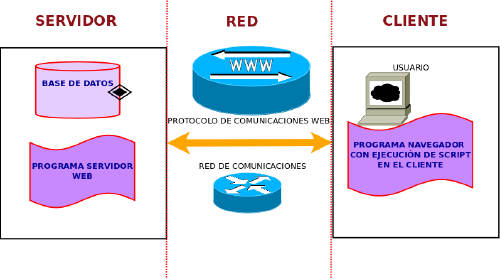 SERVIDOR
RED
CLIENTE
BASE DE DATOS
WWW
USUARIO
PROTOCOLO DE COMUNICACIONES WEB
PROGRAMA SERVIDOR
WEB
RED DE COMUNICACIONES
PROGRAMA NAVEGADOR
CON EJECUCIÓN DE SCRIPT
EN EL CLIENTE